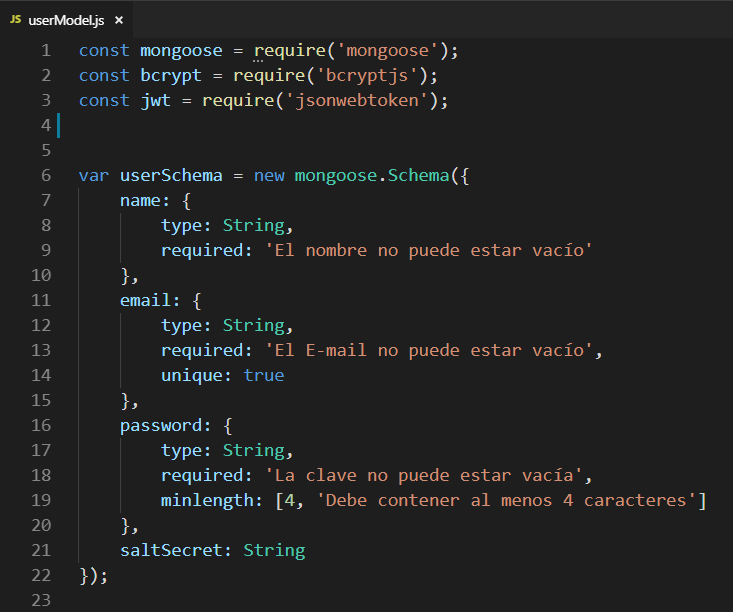 JS userModel.js ×
1 const mongoose = require('mongoose');
2 const bcrypt = require('bcryptjs');
3 const jwt = require('jsonwebtoken');
4
5
6 var userSchema = new mongoose.Schema({
7     name: {
8         type: String,
9         required: 'El nombre no puede estar vacío'
10     },
11     email: {
12         type: String,
13         required: 'El E-mail no puede estar vacío',
14         unique: true
15     },
16     password: {
17         type: String,
18         required: 'La clave no puede estar vacía',
19         minlength: [4, 'Debe contener al menos 4 caracteres']
20     },
21     saltSecret: String
22 });
23